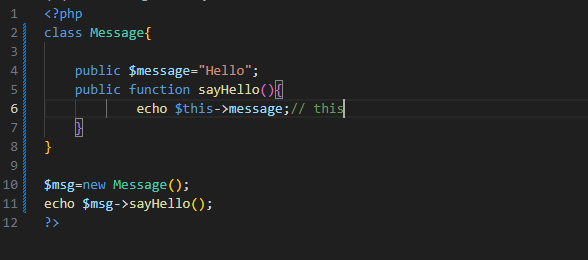 1 <?php
2 class Message{
3
4     public $message="Hello";
5     public function sayHello(){
6             echo $this->message;// this
7     }
8 }
9
10 $msg=new Message();
11 echo $msg->sayHello();
12 ?>